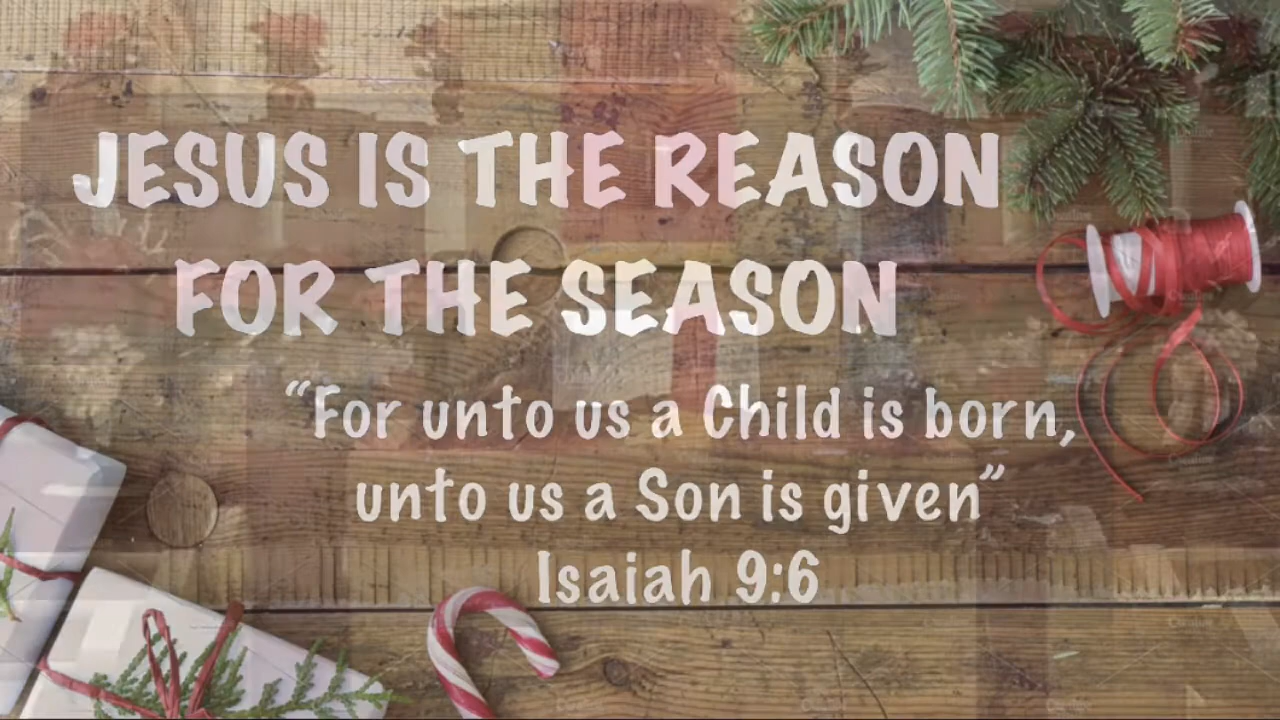 JESUS IS THE REASON
FOR THE SEASON
“For unto us a Child is born,
unto us a Son is given”
Isaiah 9:6